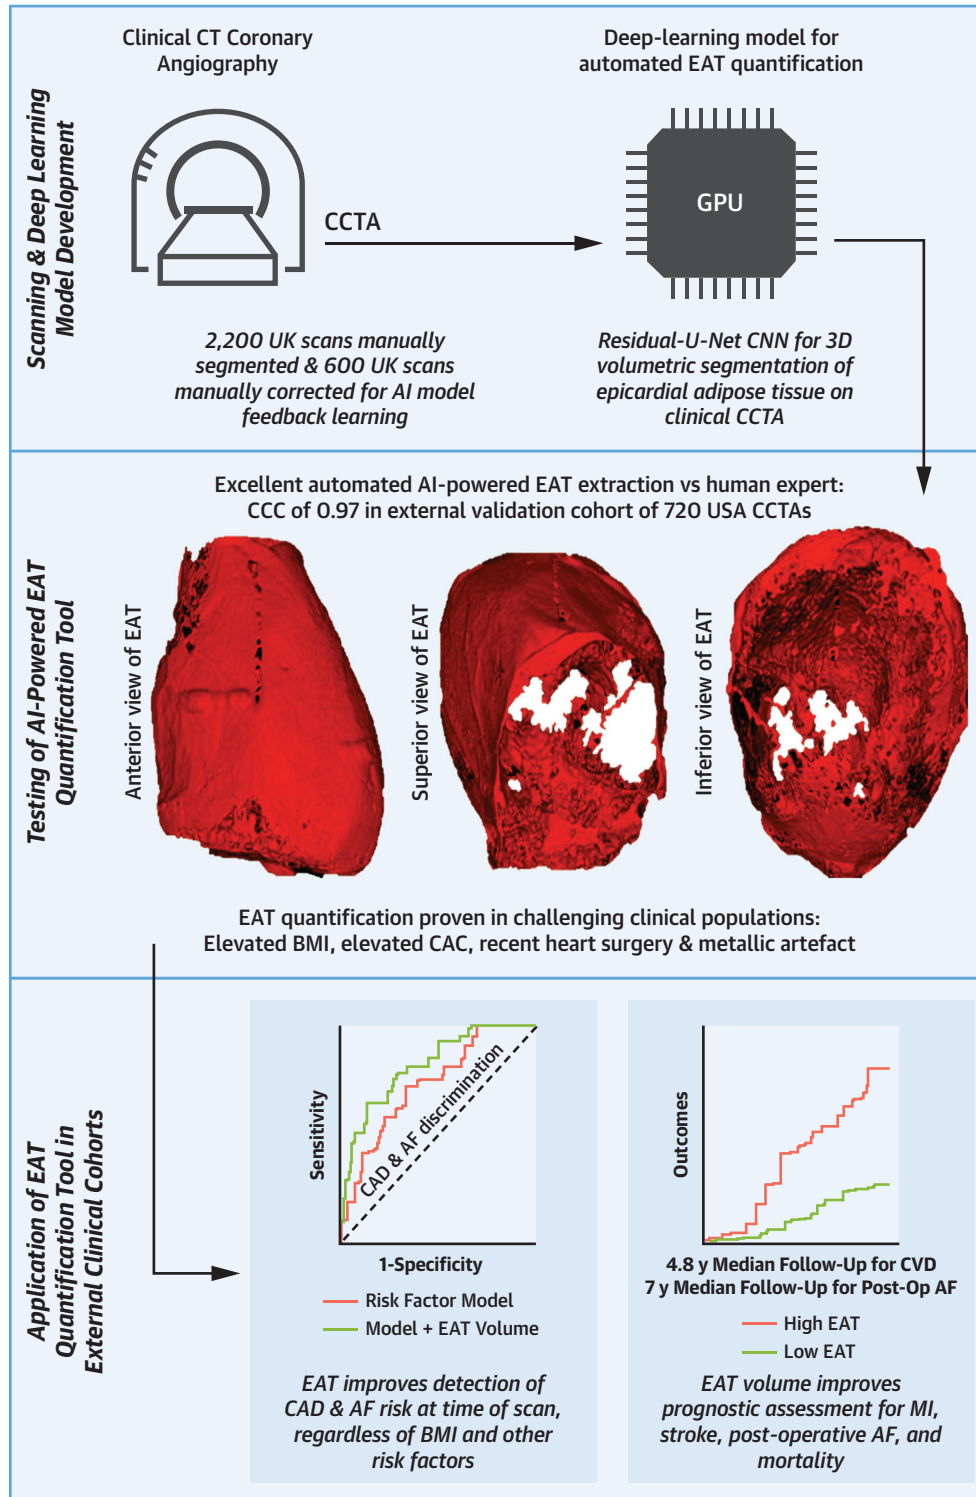 Scanning & Deep Learning
Model Development
Clinical CT Coronary
Angiography
Deep-learning model for
automated EAT quantification
CCTA
GPU
2,200 UK scans manually
segmented & 600 UK scans
manually corrected for AI model
feedback learning
Residual-U-Net CNN for 3D
volumetric segmentation of
epicardial adipose tissue on
clinical CCTA
Testing of AI-Powered EAT
Quantification Tool
Excellent automated AI-powered EAT extraction vs human expert:
CCC of 0.97 in external validation cohort of 720 USA CCTAs
Anterior view of EAT
Superior view of EAT
Inferior view of EAT
EAT quantification proven in challenging clinical populations:
Elevated BMI, elevated CAC, recent heart surgery & metallic artefact
Application of EAT
Quantification Tool in
External Clinical Cohorts
Sensitivity
CAD & AF discrimination
1-Specificity
Risk Factor Model
Model + EAT Volume
EAT improves detection of
CAD & AF risk at time of scan,
regardless of BMI and other
risk factors
Outcomes
4.8 y Median Follow-Up for CVD
7 y Median Follow-Up for Post-Op AF
High EAT
Low EAT
EAT volume improves
prognostic assessment for MI,
stroke, post-operative AF, and
mortality